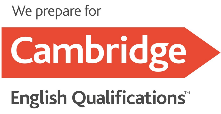 We prepare for
Cambridge
English Qualifications™